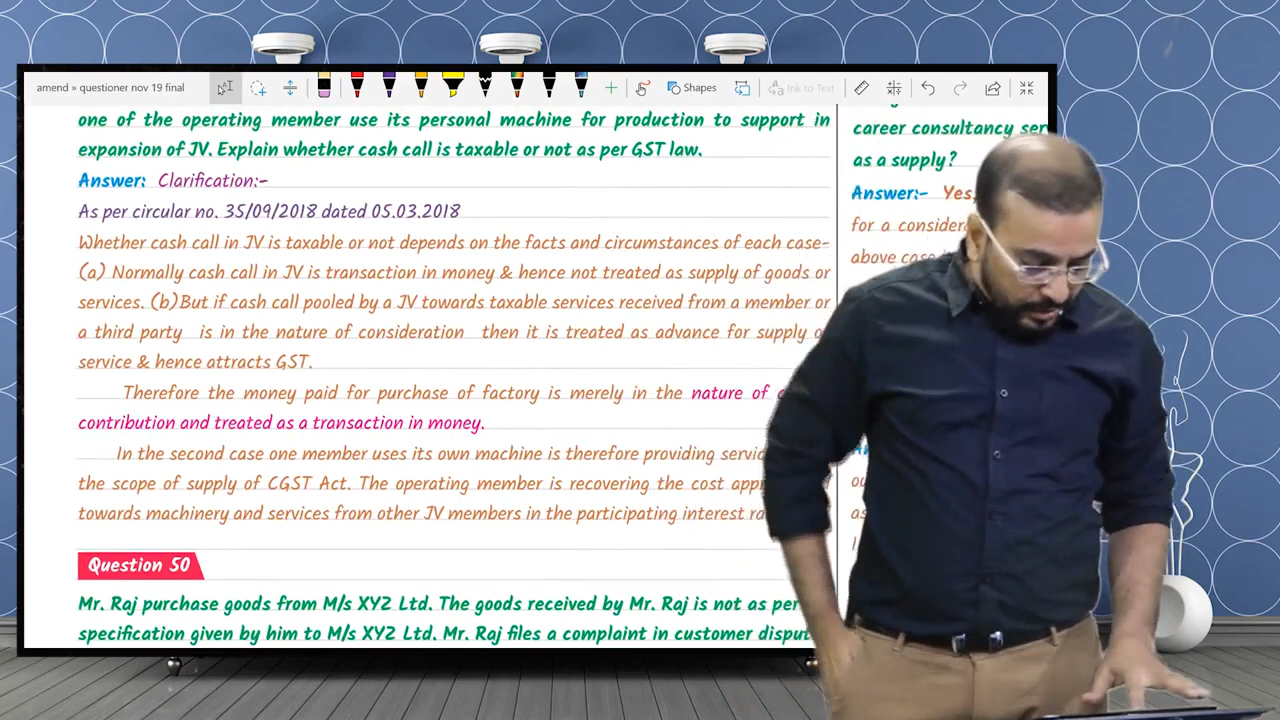 amend » questioner nov 19 final
Shapes
Ink to Text
one of the operating member use its personal machine for production to support in
expansion of JV. Explain whether cash call is taxable or not as per GST law.
Answer: Clarification:-
As per circular no. 35/09/2018 dated 05.03.2018
Whether cash call in JV is taxable or not depends on the facts and circumstances of each case-
(a) Normally cash call in JV is transaction in money & hence not treated as supply of goods or
services. (b)But if cash call pooled by a JV towards taxable services received from a member or
a third party is in the nature of consideration then it is treated as advance for supply
service & hence attracts GST.
Therefore the money paid for purchase of factory is merely in the nature of
contribution and treated as a transaction in money.
In the second case one member uses its own machine is therefore providing
the scope of supply of CGST Act. The operating member is recovering the cost
towards machinery and services from other JV members in the participating interest
Question 50
Mr. Raj purchase goods from M/s XYZ Ltd. The goods received by Mr. Raj is not as per
specification given by him to M/s XYZ Ltd. Mr. Raj files a complaint in customer
career consultancy
as a supply?
Answer:- Yes,
for a
above